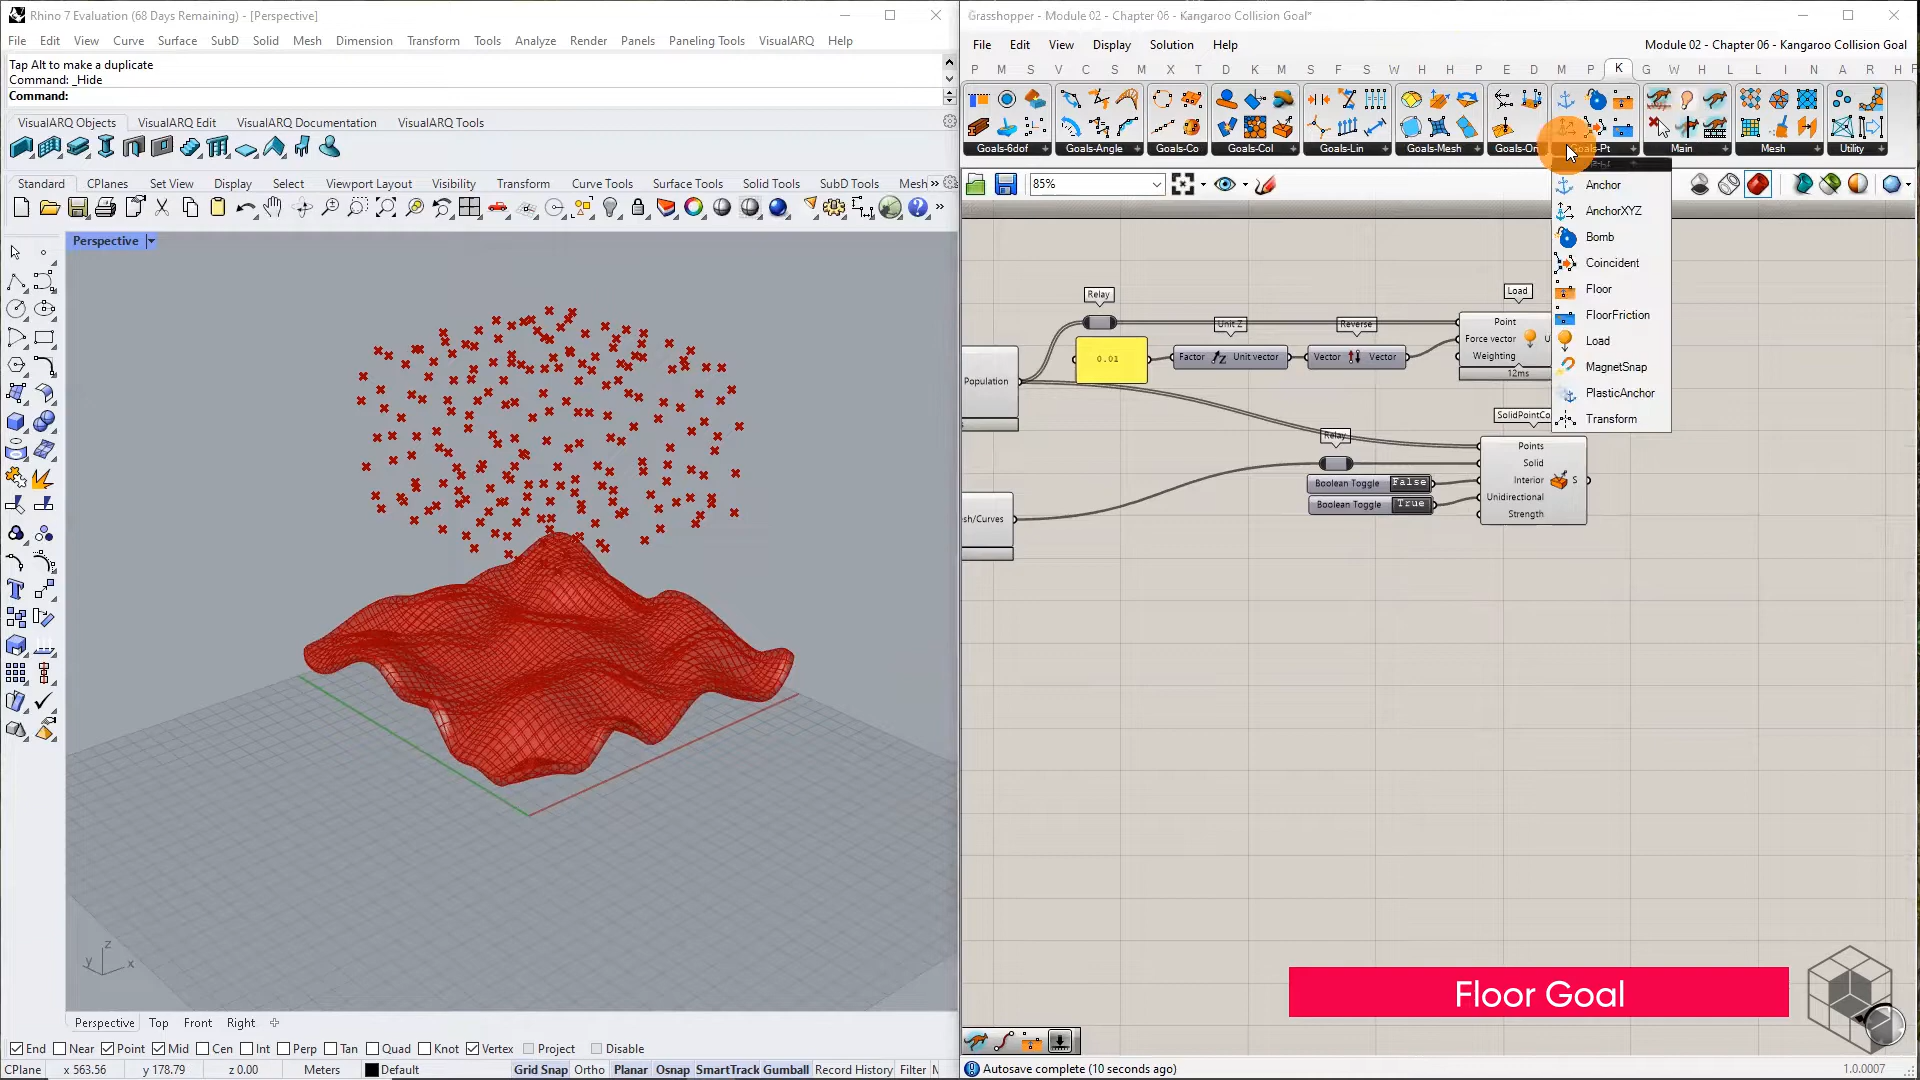 Rhino 7 Evaluation (68 Days Remaining) - [Perspective]
File Edit View Curve Surface SubD Solid Mesh Dimension Transform Tools Analyze Render Panels Paneling Tools VisualARQ Help
Tap Alt to make a duplicate
Command: _Hide
Command:
VisualARQ Objects VisualARQ Edit VisualARQ Documentation VisualARQ Tools
Standard CPlanes Set View Display Select Viewport Layout Visibility Transform Curve Tools Surface Tools Solid Tools SubD Tools Mesh »
Perspective
z
y
x
Perspective Top Front Right
End Near Point Mid Cen Int Perp Tan Quad Knot Vertex Project Disable
CPlane x 563.56 y 178.79 z 0.00 Meters Default Grid Snap Ortho Planar Osnap SmartTrack Gumball Record History Filter
Grasshopper - Module 02 - Chapter 06 - Kangaroo Collision Goal*
File Edit View Display Solution Help
Module 02 - Chapter 06 - Kangaroo Collision Goal
P M S V C S M X T D K M S F S W H H P E D M P K G W H L L I N A R H
Goals-6dof Goals-Angle Goals-Co Goals-Col Goals-Lin Goals-Mesh Goals-On Goals-Pt Main Mesh Utility
85%
Anchor
AnchorXYZ
Bomb
Coincident
Floor
FloorFriction
Load
MagnetSnap
PlasticAnchor
Transform
Relay
Load
Unit Z
Reverse
Point
Force vector
Weighting
U
12ms
0.01
Factor Unit vector
Vector Vector
Population
SolidPointCo
Relay
Points
Solid
Interior
Unidirectional
Strength
S
Boolean Toggle False
Boolean Toggle True
sh/Curves
Floor Goal
Autosave complete (10 seconds ago)
1.0.0007